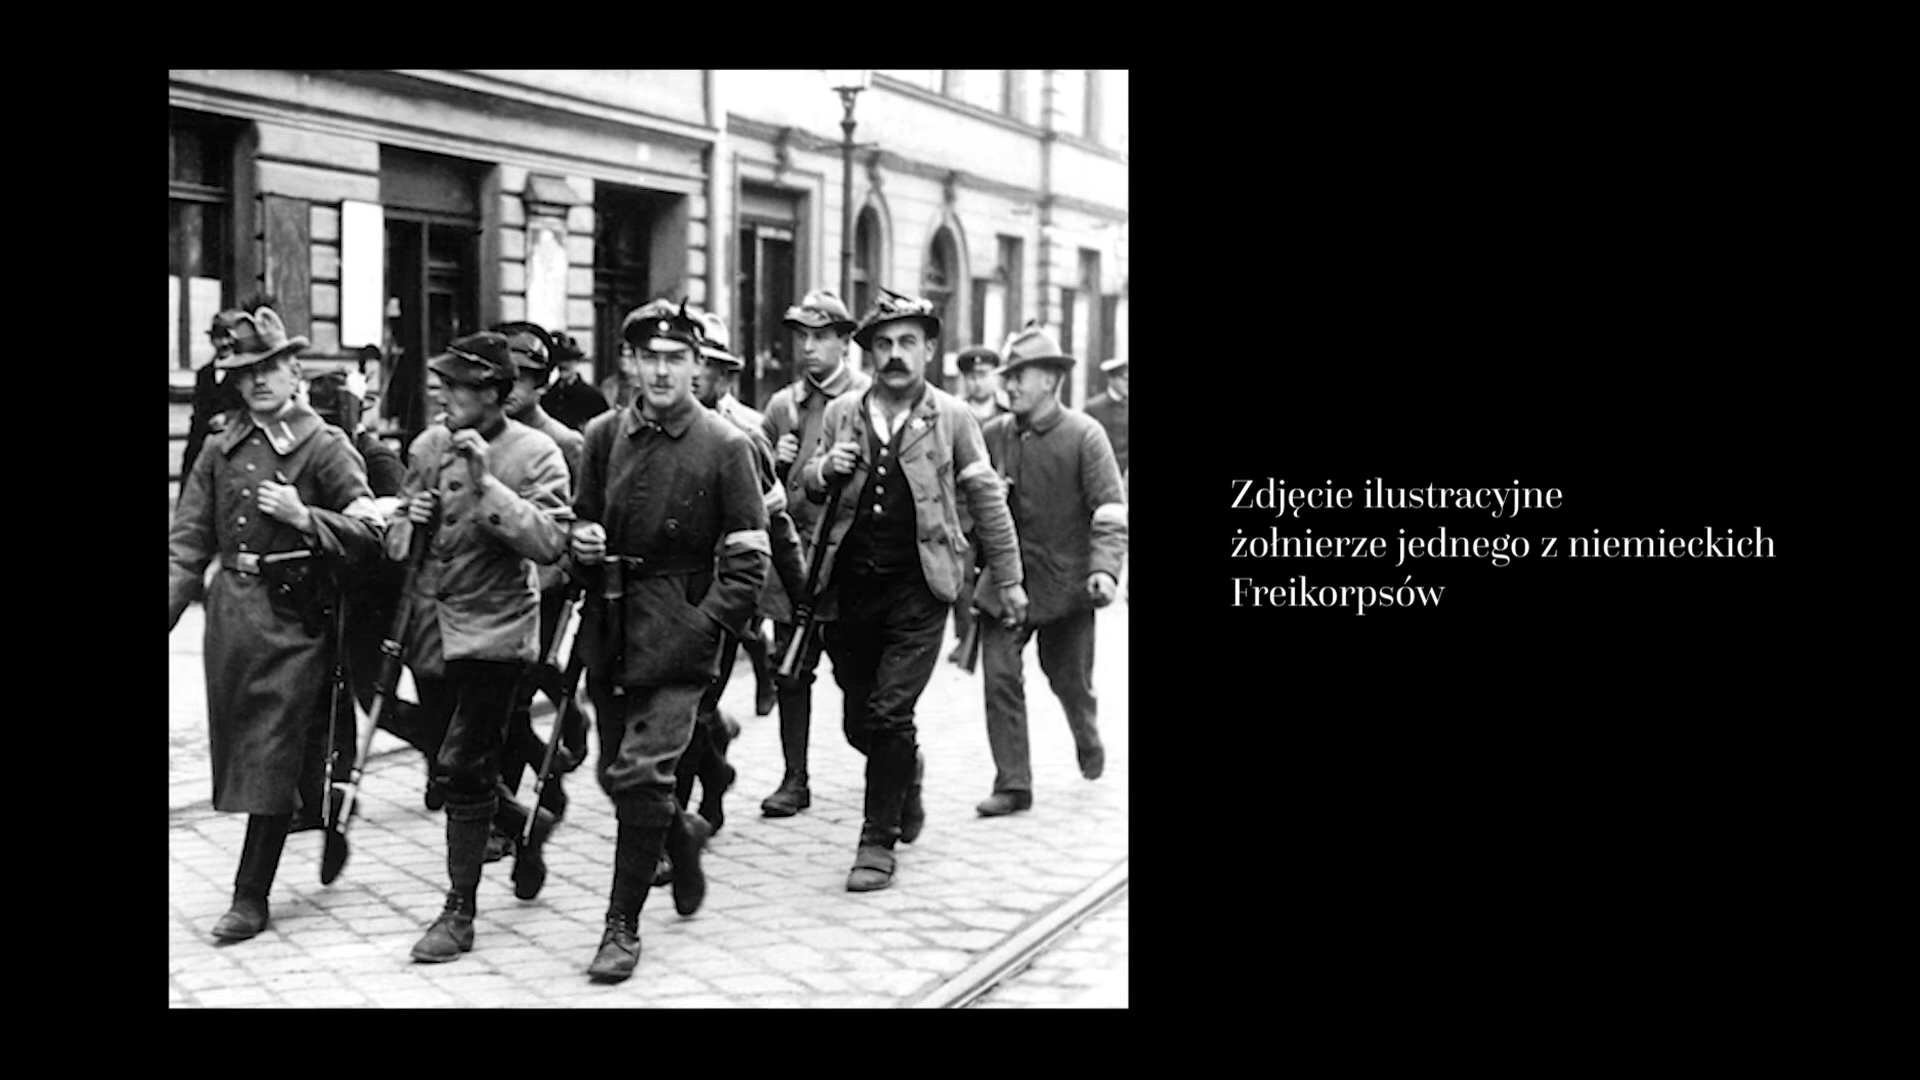 Zdjęcie ilustracyjne
żołnierze jednego z niemieckich
Freikorpsów